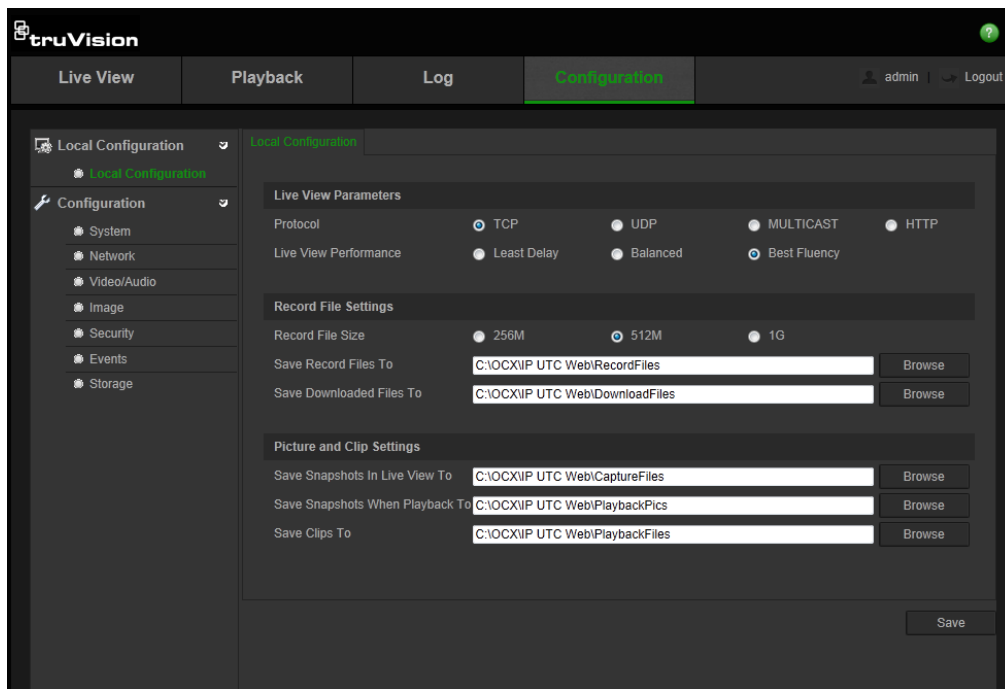 truVision
?
Live View Playback Log Configuration admin | Logout
Local Configuration
Local Configuration
Configuration
System
Network
Video/Audio
Image
Security
Events
Storage
Local Configuration
Live View Parameters
Protocol TCP UDP MULTICAST HTTP
Live View Performance Least Delay Balanced Best Fluency
Record File Settings
Record File Size 256M 512M 1G
Save Record Files To C:\OCX\IP UTC Web\RecordFiles Browse
Save Downloaded Files To C:\OCX\IP UTC Web\DownloadFiles Browse
Picture and Clip Settings
Save Snapshots In Live View To C:\OCX\IP UTC Web\CaptureFiles Browse
Save Snapshots When Playback To C:\OCX\IP UTC Web\PlaybackPics Browse
Save Clips To C:\OCX\IP UTC Web\PlaybackFiles Browse
Save